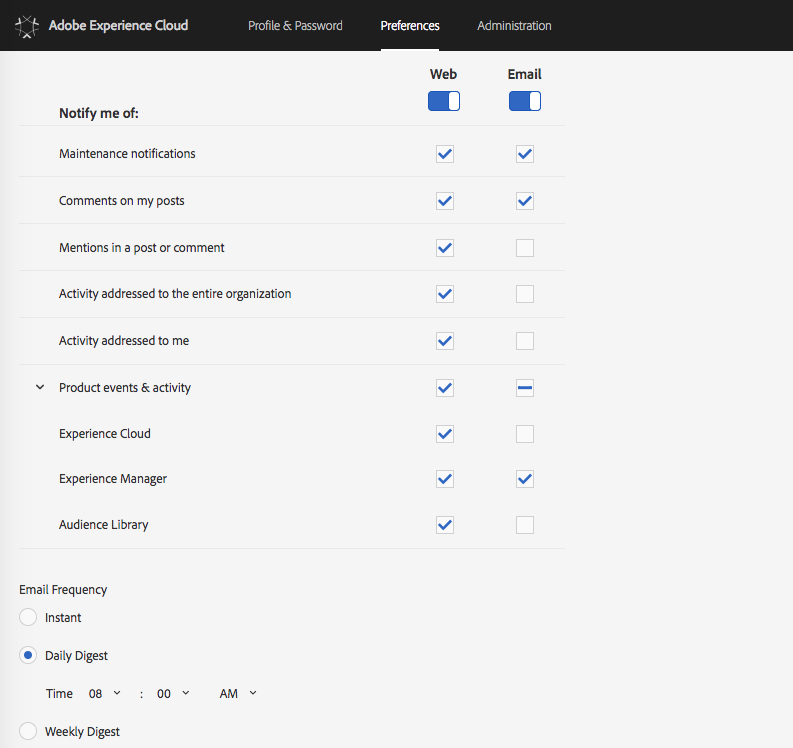 Adobe Experience Cloud Profile & Password Preferences Administration
Web Email
Notify me of:
Maintenance notifications
Comments on my posts
Mentions in a post or comment
Activity addressed to the entire organization
Activity addressed to me
Product events & activity
Experience Cloud
Experience Manager
Audience Library
Email Frequency
Instant
Daily Digest
Time 08 : 00 AM
Weekly Digest